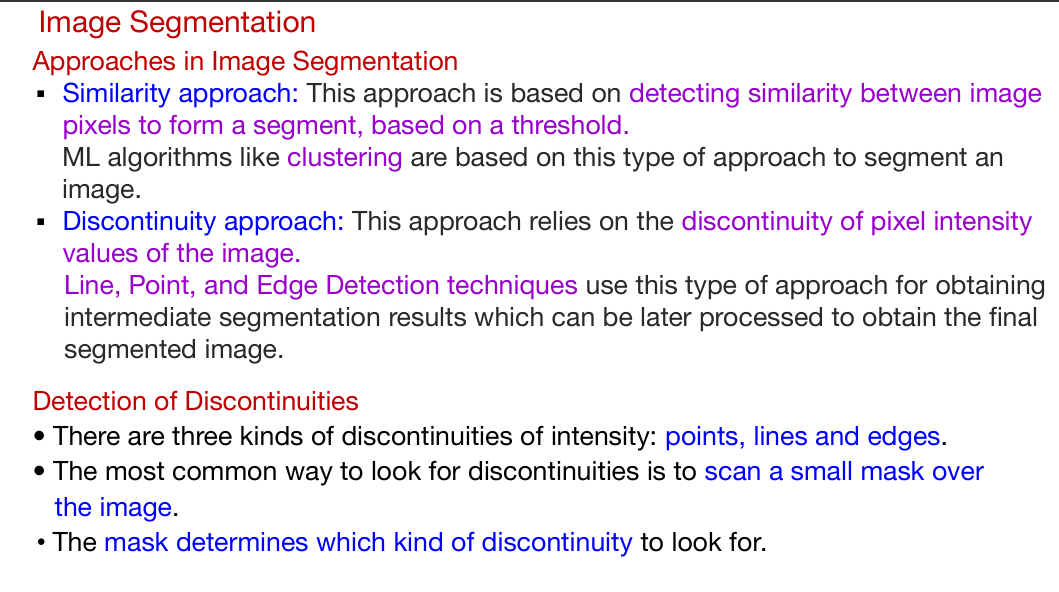 Image Segmentation
Approaches in Image Segmentation
▪ Similarity approach: This approach is based on detecting similarity between image
pixels to form a segment, based on a threshold.
ML algorithms like clustering are based on this type of approach to segment an
image.
▪ Discontinuity approach: This approach relies on the discontinuity of pixel intensity
values of the image.
Line, Point, and Edge Detection techniques use this type of approach for obtaining
intermediate segmentation results which can be later processed to obtain the final
segmented image.
Detection of Discontinuities
• There are three kinds of discontinuities of intensity: points, lines and edges.
• The most common way to look for discontinuities is to scan a small mask over
the image.
• The mask determines which kind of discontinuity to look for.